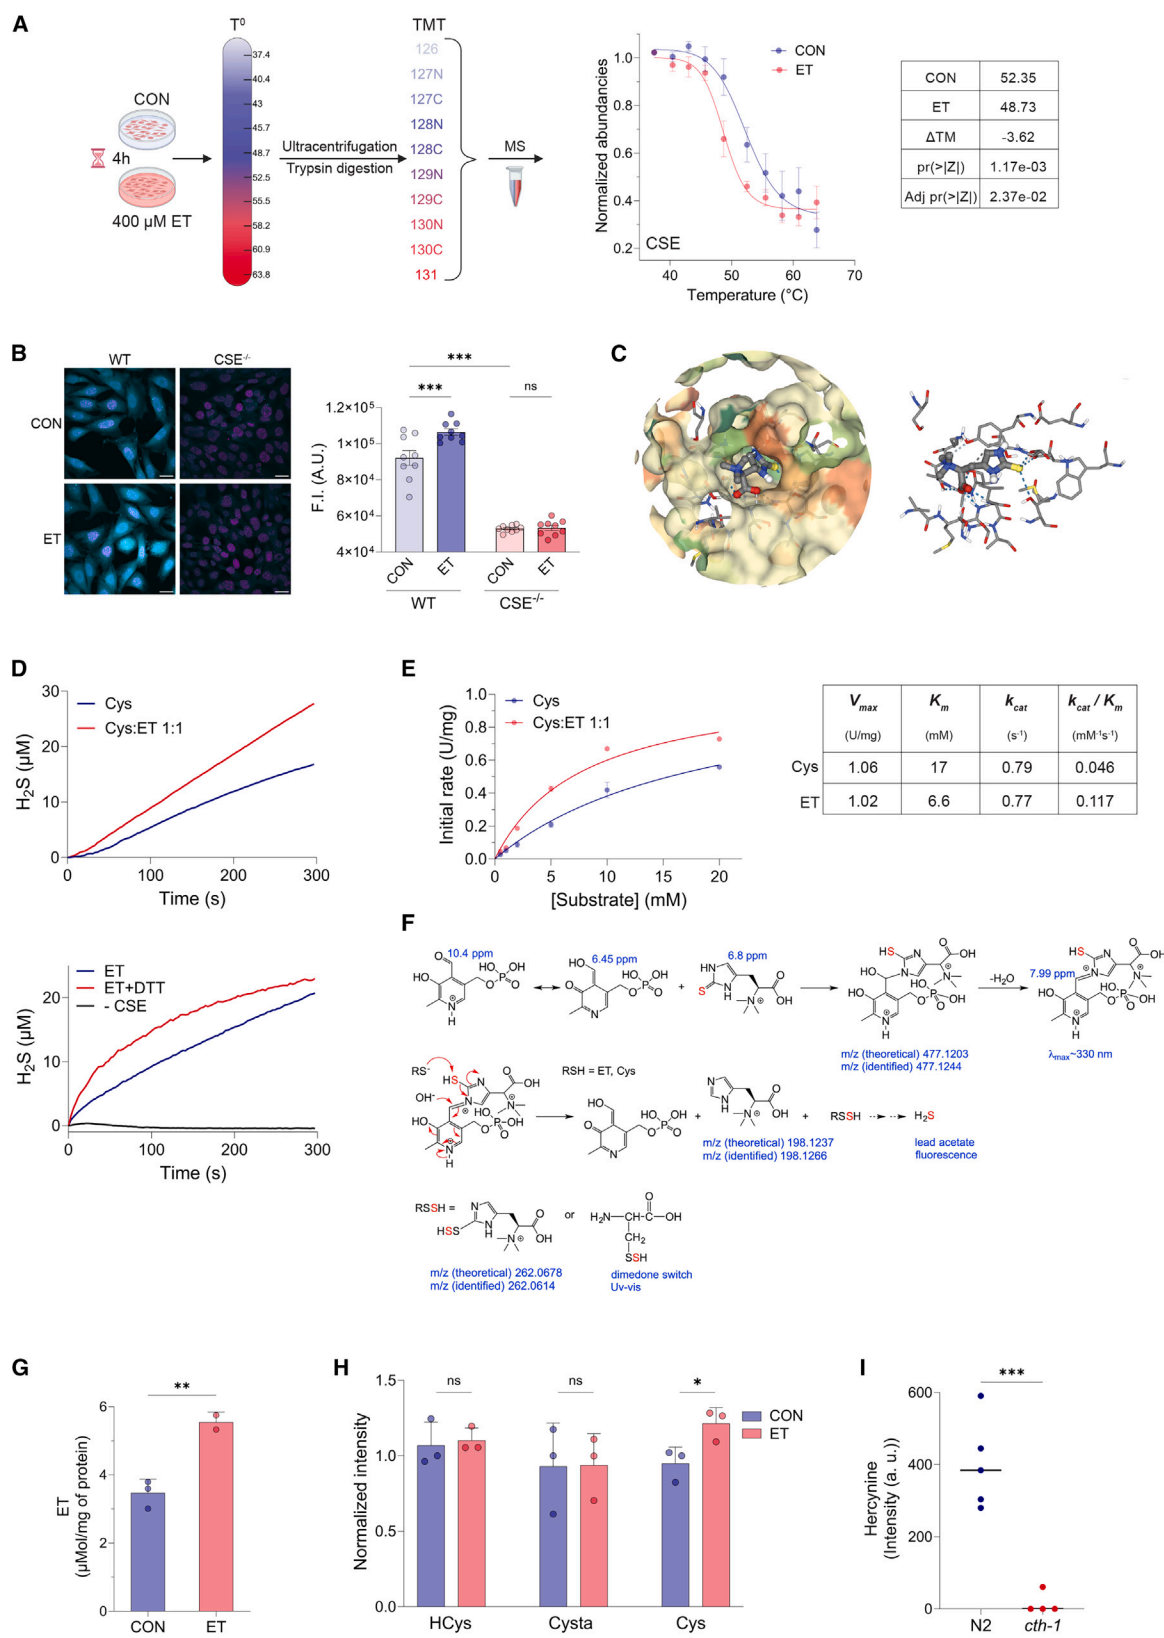 A
T⁰
TMT
CON
4h
400 µM ET
37.4
40.4
43
45.7
48.7
52.5
55.5
58.2
60.9
63.8
Ultracentrifugation
Trypsin digestion
126
127N
127C
128N
128C
129N
129C
130N
130C
131
MS
Normalized abundancies
1.0
0.8
0.6
0.4
0.2
CON
ET
CSE
40 50 60 70
Temperature (°C)
CON 52.35
ET 48.73
ΔTM -3.62
pr(>|Z|) 1.17e-03
Adj pr(>|Z|) 2.37e-02
B
WT CSE⁻/⁻
CON
ET
***
*** ns
F.I. (A.U.)
1.2×10⁵
1×10⁵
8×10⁴
6×10⁴
4×10⁴
CON ET CON ET
WT CSE⁻/⁻
C
D
H₂S (µM)
30
20
10
0
Cys
Cys:ET 1:1
0 100 200 300
Time (s)
H₂S (µM)
20
10
0
ET
ET+DTT
- CSE
0 100 200 300
Time (s)
E
Initial rate (U/mg)
1.0
0.8
0.6
0.4
0.2
0.0
Cys
Cys:ET 1:1
0 5 10 15 20
[Substrate] (mM)
Vmax Km kcat kcat / Km
(U/mg) (mM) (s⁻¹) (mM⁻¹s⁻¹)
Cys 1.06 17 0.79 0.046
ET 1.02 6.6 0.77 0.117
F
10.4 ppm
6.45 ppm
6.8 ppm
-H₂O
7.99 ppm
m/z (theoretical) 477.1203
m/z (identified) 477.1244
λmax~330 nm
RS⁻
OH⁻
RSH = ET, Cys
RSSH
H₂S
m/z (theoretical) 198.1237
m/z (identified) 198.1266
lead acetate
fluorescence
RSSH =
or
m/z (theoretical) 262.0678
m/z (identified) 262.0614
dimedone switch
Uv-vis
G
**
ET
(µMol/mg of protein)
6
4
2
0
CON ET
H
Normalized intensity
1.5
1.0
0.5
0.0
ns ns *
CON
ET
HCys Cysta Cys
I
***
Hercynine
(Intensity (a. u.))
600
400
200
0
N2 cth-1